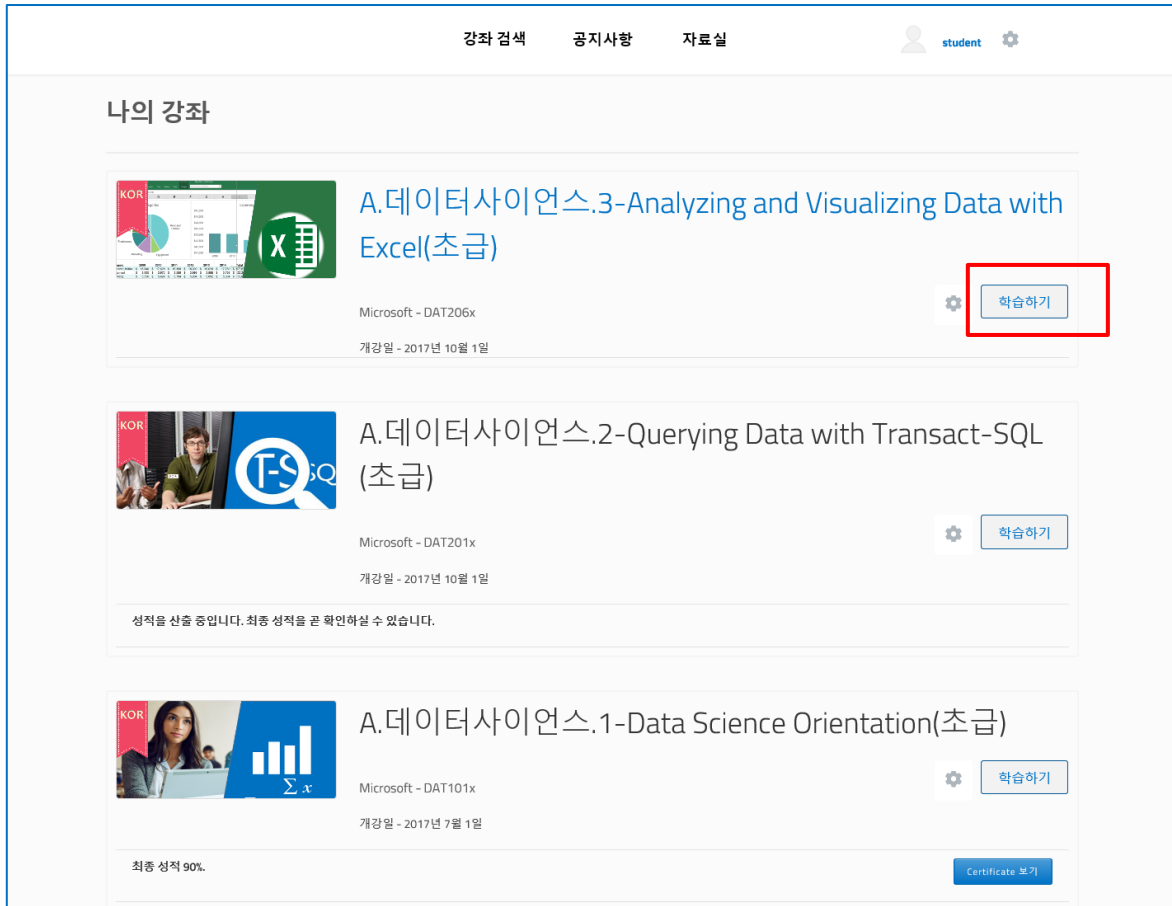 강좌 검색 공지사항 자료실 student
나의 강좌
KOR
X
A.데이터사이언스.3-Analyzing and Visualizing Data with
Excel(초급)
학습하기
Microsoft - DAT206x
개강일 - 2017년 10월 1일
KOR
T-SQ
A.데이터사이언스.2-Querying Data with Transact-SQL
(초급)
학습하기
Microsoft - DAT201x
개강일 - 2017년 10월 1일
성적을 산출 중입니다. 최종 성적을 곧 확인하실 수 있습니다.
KOR
Σ x
A.데이터사이언스.1-Data Science Orientation(초급)
학습하기
Microsoft - DAT101x
개강일 - 2017년 7월 1일
최종 성적 90%.
Certificate 보기